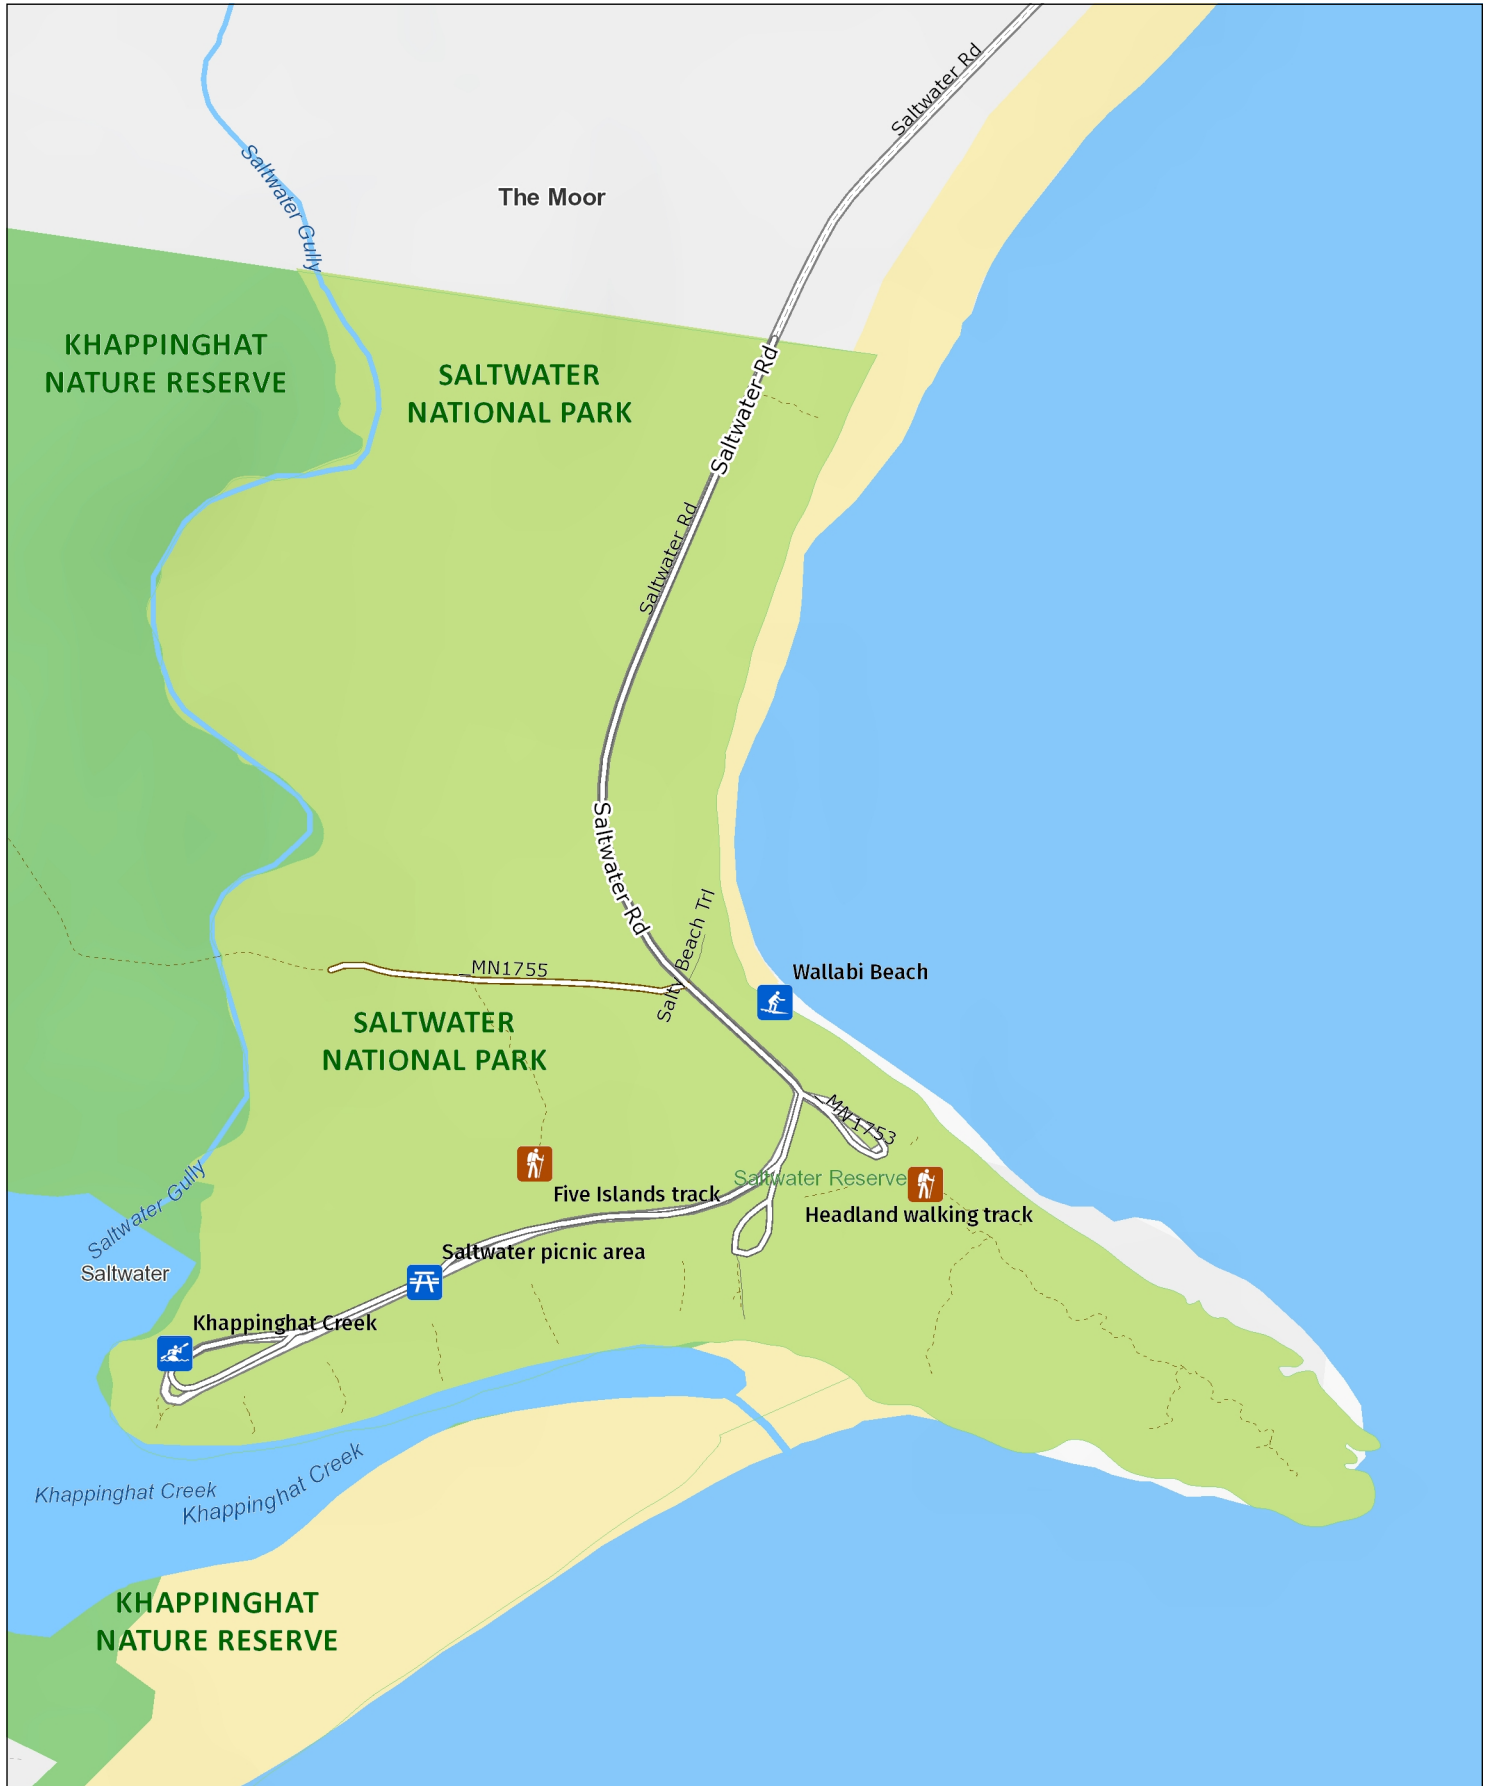 Saltwater Rd
Saltwater Gully
The Moor
KHAPPINGHAT
NATURE RESERVE
SALTWATER
NATIONAL PARK
Saltwater Rd
Saltwater Rd
Saltwater Rd
Salty Beach Trl
MN1755
Wallabi Beach
SALTWATER
NATIONAL PARK
MN1753
Saltwater Reserve
Five Islands track
Headland walking track
Saltwater Gully
Saltwater picnic area
Saltwater
Khappinghat Creek
Khappinghat Creek
Khappinghat Creek
KHAPPINGHAT
NATURE RESERVE